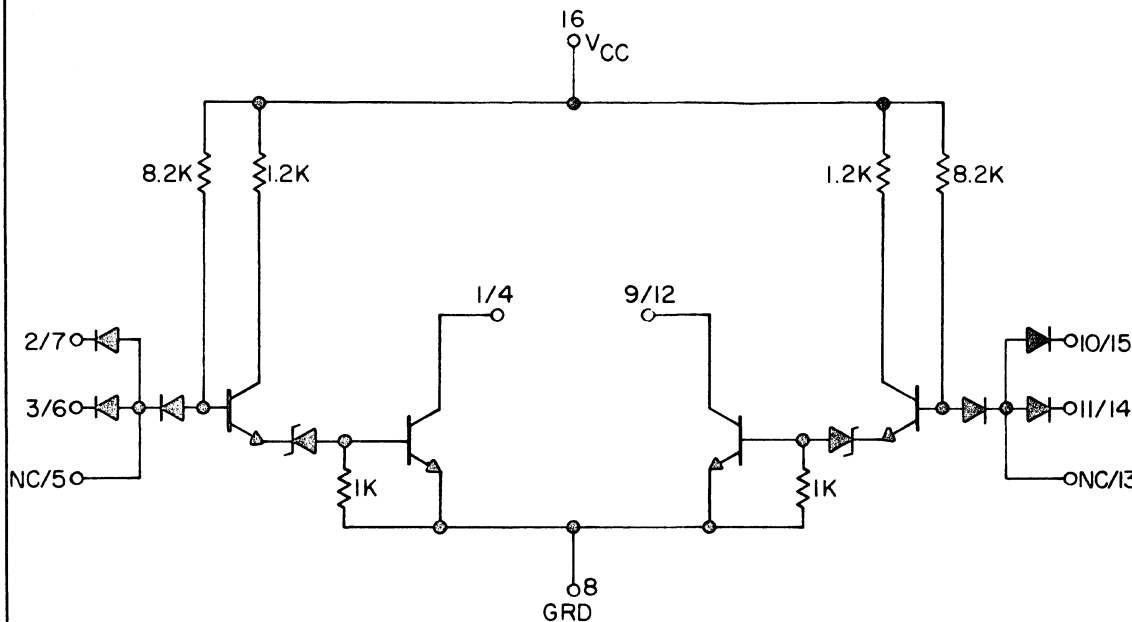 16
VCC
8.2K
1.2K
1.2K
8.2K
1/4
9/12
2/7
10/15
3/6
11/14
NC/5
NC/13
1K
1K
8
GRD